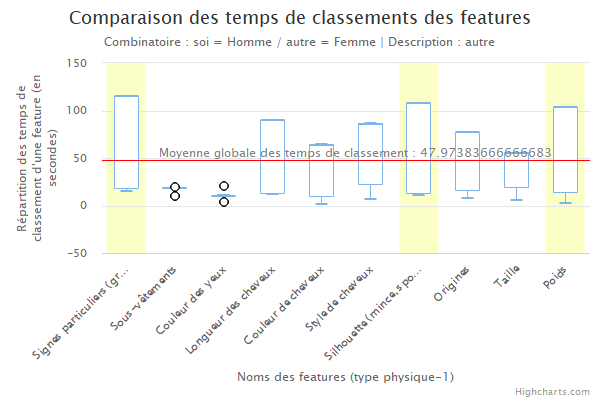 Comparaison des temps de classements des features
Combinatoire : soi = Homme / autre = Femme | Description : autre
Répartition des temps de
classement d'une feature (en
secondes)
150
100
50
0
-50
Moyenne globale des temps de classement : 47.97383666666683
Signes particuliers (gr...
Sous-vêtements
Couleur des yeux
Longueur des cheveux
Couleur de cheveux
Style de cheveux
Silhouette (mince,s po...
Origines
Taille
Poids
Noms des features (type physique-1)
Highcharts.com